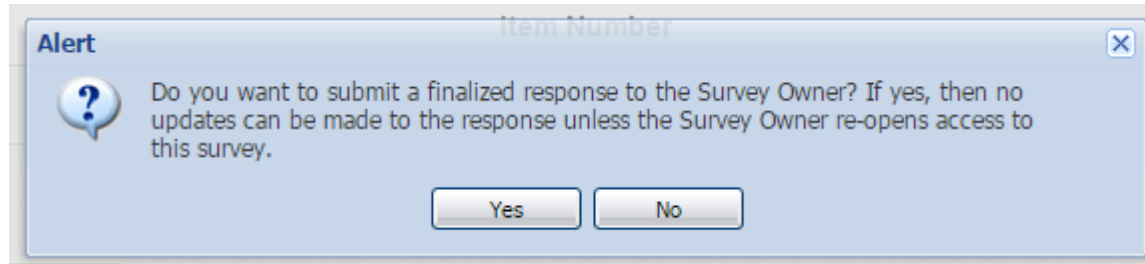 Item Number
Alert
Do you want to submit a finalized response to the Survey Owner? If yes, then no
updates can be made to the response unless the Survey Owner re-opens access to
this survey.
Yes
No